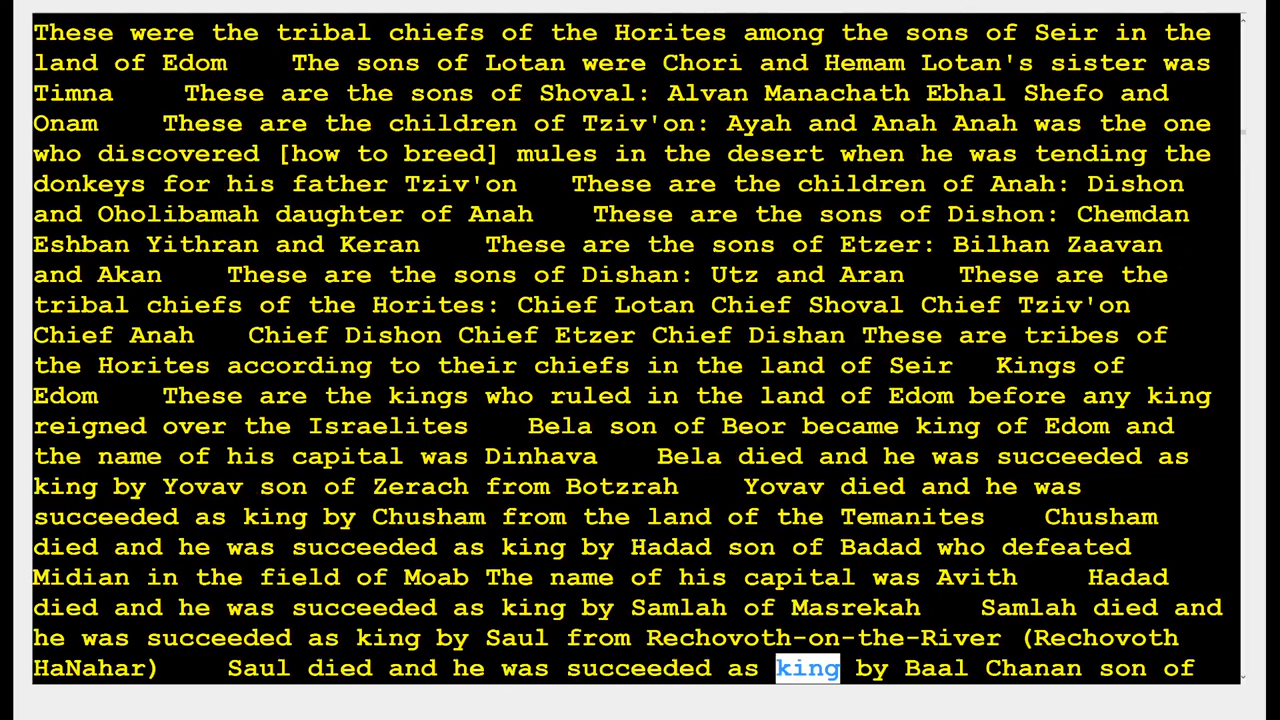 These were the tribal chiefs of the Horites among the sons of Seir in the
land of Edom    The sons of Lotan were Chori and Hemam Lotan's sister was
Timna    These are the sons of Shoval: Alvan Manachath Ebhal Shefo and
Onam    These are the children of Tziv'on: Ayah and Anah Anah was the one
who discovered [how to breed] mules in the desert when he was tending the
donkeys for his father Tziv'on    These are the children of Anah: Dishon
and Oholibamah daughter of Anah    These are the sons of Dishon: Chemdan
Eshban Yithran and Keran    These are the sons of Etzer: Bilhan Zaavan
and Akan    These are the sons of Dishan: Utz and Aran    These are the
tribal chiefs of the Horites: Chief Lotan Chief Shoval Chief Tziv'on
Chief Anah    Chief Dishon Chief Etzer Chief Dishan These are tribes of
the Horites according to their chiefs in the land of Seir    Kings of
Edom    These are the kings who ruled in the land of Edom before any king
reigned over the Israelites    Bela son of Beor became king of Edom and
the name of his capital was Dinhava    Bela died and he was succeeded as
king by Yovav son of Zerach from Botzrah    Yovav died and he was
succeeded as king by Chusham from the land of the Temanites    Chusham
died and he was succeeded as king by Hadad son of Badad who defeated
Midian in the field of Moab The name of his capital was Avith    Hadad
died and he was succeeded as king by Samlah of Masrekah    Samlah died and
he was succeeded as king by Saul from Rechovoth-on-the-River (Rechovoth
HaNahar)    Saul died and he was succeeded as king by Baal Chanan son of